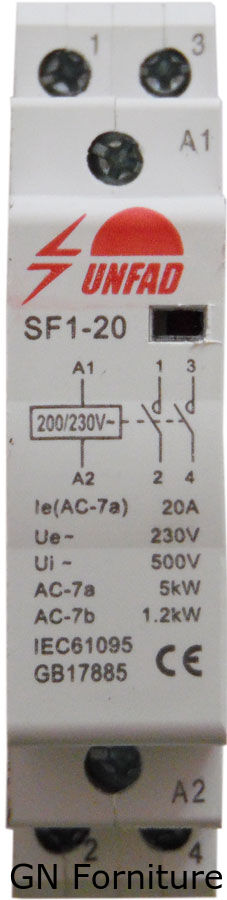 1 3
A1
UNFAD
SF1-20
A1 1 3
200/230V~
A2 2 4
Ie(AC-7a) 20A
Ue~ 230V
Ui ~ 500V
AC-7a 5kW
AC-7b 1.2kW
IEC61095
GB17885 CE
A2
2 4
GN Forniture